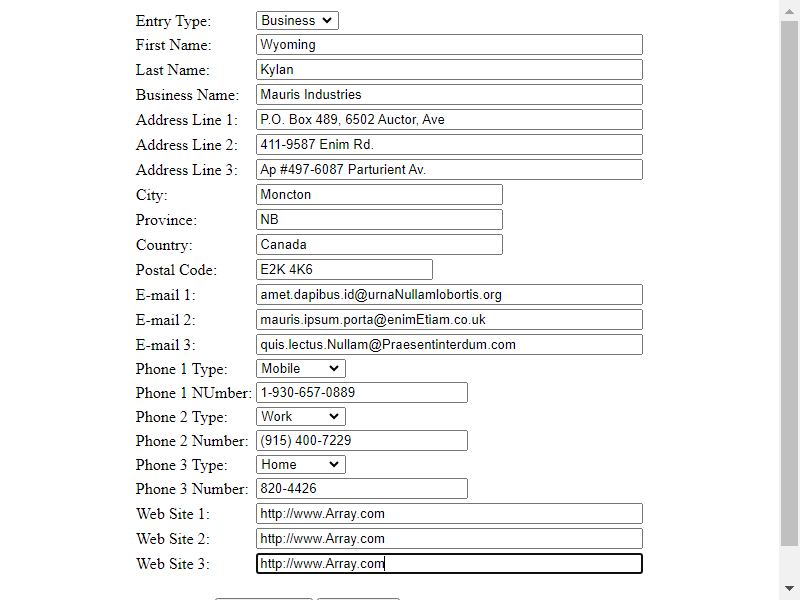 Entry Type: Business
First Name: Wyoming
Last Name: Kylan
Business Name: Mauris Industries
Address Line 1: P.O. Box 489, 6502 Auctor, Ave
Address Line 2: 411-9587 Enim Rd.
Address Line 3: Ap #497-6087 Parturient Av.
City: Moncton
Province: NB
Country: Canada
Postal Code: E2K 4K6
E-mail 1: amet.dapibus.id@urnaNullamlobortis.org
E-mail 2: mauris.ipsum.porta@enimEtiam.co.uk
E-mail 3: quis.lectus.Nullam@Praesentinterdum.com
Phone 1 Type: Mobile
Phone 1 NUmber: 1-930-657-0889
Phone 2 Type: Work
Phone 2 Number: (915) 400-7229
Phone 3 Type: Home
Phone 3 Number: 820-4426
Web Site 1: http://www.Array.com
Web Site 2: http://www.Array.com
Web Site 3: http://www.Array.com